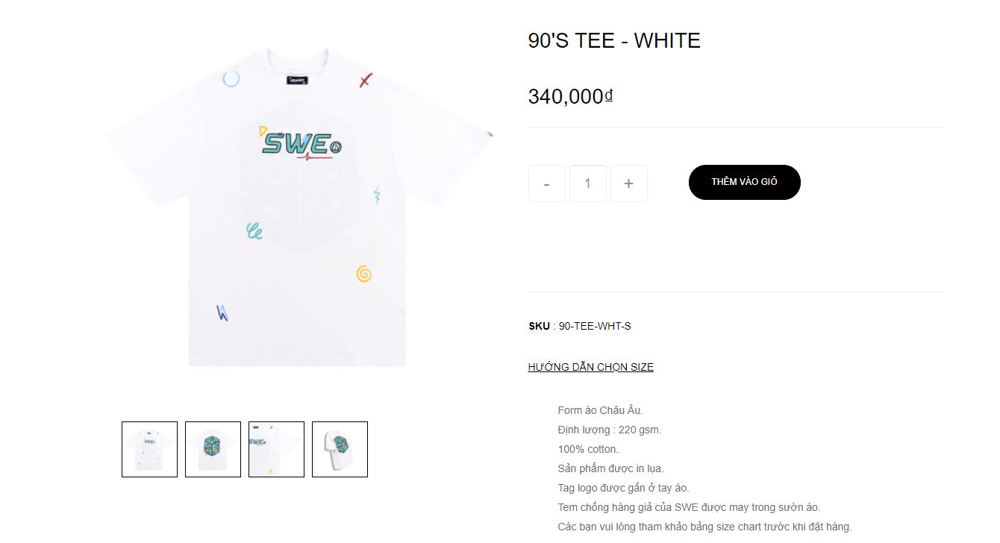 90'S TEE - WHITE
340,000₫
SWE®
- 1 + THÊM VÀO GIỎ
SKU : 90-TEE-WHT-S
HƯỚNG DẪN CHỌN SIZE
Form áo Châu Âu.
Định lượng : 220 gsm.
100% cotton.
Sản phẩm được in lụa.
Tag logo được gắn ở tay áo.
Tem chống hàng giả của SWE được may trong sườn áo.
Các bạn vui lòng tham khảo bảng size chart trước khi đặt hàng.